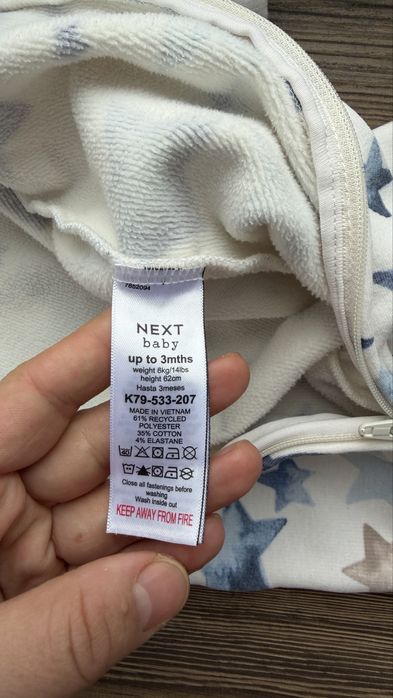 7852094
NEXT
baby
up to 3mths
weight 6kg/14lbs
height 62cm
Hasta 3meses
K79-533-207
MADE IN VIETNAM
61% RECYCLED
POLYESTER
35% COTTON
4% ELASTANE
Close all fastenings before
washing
Wash inside out
KEEP AWAY FROM FIRE